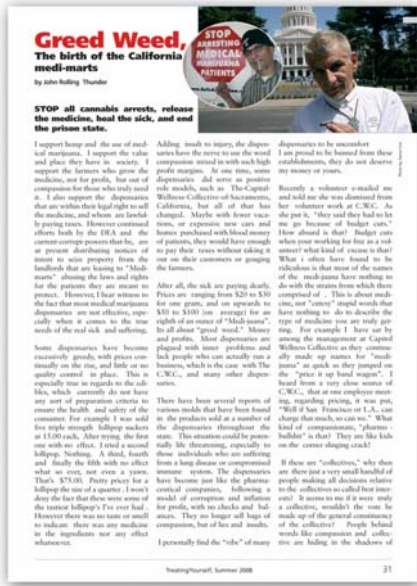 Greed Weed,
The birth of the California
medi-marts
by John Rolling Thunder
STOP
ARRESTING
MEDICAL
MARIJUANA
PATIENTS
STOP all cannabis arrests, release
the medicine, heal the sick, and end
the prison state.
I support hemp and the use of med-
ical marijuana. I support the value
and place they have in society. I
support the farmers who grow the
medicine, not for profit, but out of
compassion for those who truly need
it. I also support the dispensaries
that are within their legal right to sell
the medicine, and whom are lawful-
ly paying taxes. However continued
efforts both by the DEA and the
current-corrupt-powers-that-be, are
at present distributing notices of
intent to seize property from the
landlords that are leasing to "Medi-
marts" abusing the laws and rights
for the patients they are meant to
protect. However, I bear witness to
the fact that most medical marijuana
dispensaries are not effective, espe-
cially when it comes to the true
needs of the real sick and suffering.
Some dispensaries have become
excessively greedy, with prices con-
tinually on the rise, and little or no
quality control in place. This is
especially true in regards to the edi-
bles, which currently do not have
any sort of preparation criteria to
ensure the health and safety of the
consumer. For example I was sold
five triple strength lollipop suckers
at 15.00 each, After trying the first
one with no effect. I tried a second
lollipop. Nothing. A third, fourth
and finally the fifth with no effect
what so ever, not even a yawn.
That's $75.00. Pretty pricey for a
lollipop the size of a quarter. I won't
deny the fact that these were some of
the tastiest lollipop's I've ever had.
However there was no taste or smell
to indicate there was any medicine
in the ingredients nor any effect
whatsoever.
Adding insult to injury, the dispen-
saries have the nerve to use the word
compassion mixed in with such high
profit margins. At one time, some
dispensaries did serve as positive
role models, such as The-Capital-
Wellness-Collective-of-Sacramento,
California, but all of that has
changed. Maybe with fewer vaca-
tions, or expensive new cars and
homes purchased with blood money
of patients, they would have enough
to pay their taxes without taking it
out on their customers or gouging
the farmers.
After all, the sick are paying dearly.
Prices are ranging from $20 to $30
for one gram, and on upwards to
$50 to $100 (on average) for an
eighth of an ounce of "Medi-juana".
Its all about "greed weed." Money
and profits. Most dispensaries are
plagued with inner problems and
lack people who can actually run a
business, which is the case with The
C.W.C., and many other dispen-
saries.
There have been several reports of
various molds that have been found
in the products sold at a number of
the dispensaries throughout the
state. This situation could be poten-
tially life threatening, especially to
those individuals who are suffering
from a lung disease or compromised
immune system. The dispensaries
have become just like the pharma-
ceutical companies, following a
model of corruption and inflation
for profit, with no checks and bal-
ances. They no longer sell bags of
compassion, but of lies and insults.
I personally find the "vibe" of many
dispensaries to be uncomfort
I am proud to be banned from these
establishments, they do not deserve
my money or yours.
Recently a volunteer e-mailed me
and told me she was dismissed from
her volunteer work at C.W.C. As
she put it, "they said they had to let
me go because of budget cuts."
How absurd is that? Budget cuts
when your working for free as a vol-
unteer? what kind of excuse is that?
What i often have found to be
ridiculous is that most of the names
of the medi-juana have nothing to
do with the strains from which there
comprised of. This is about medi-
cine, not "cutesy" stupid words that
have nothing to do to describe the
type of medicine you are truly get-
ting. For example I have sat by
among the management at Capitol
Wellness Collective as they continu-
ally made up names for "medi-
juana" as quick as they jumped on
the "price it up band wagon". I
heard from a very close source of
C.W.C., that at one employee meet-
ing, regarding pricing, it was put,
"Well if San Francisco or L.A.. can
charge that much, so can we." What
kind of compassionate, "pharmo -
bullshit" is that? They are like kids
on the corner slinging crack!
If these are "collectives," why then
are there just a very small handful of
people making all decisions relative
to the collectives so called best inter-
ests? It seems to me if it were truly
a collective, wouldn't the vote be
made up of the general constituence
of the collective! People behind
words like compassion and collec-
tive are hiding in the shadows of
TreatingYourself, Summer 2008
31